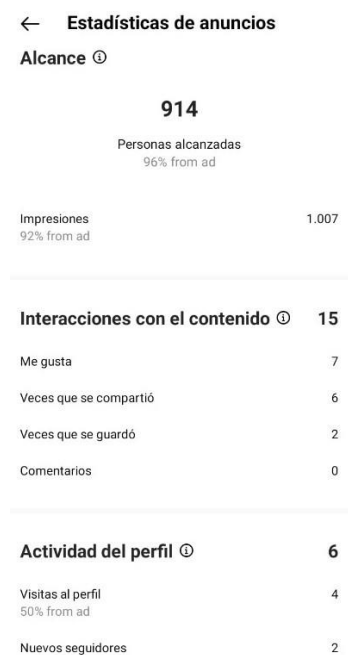 Estadísticas de anuncios
Alcance
914
Personas alcanzadas
96% from ad
Impresiones 1.007
92% from ad
Interacciones con el contenido 15
Me gusta 7
Veces que se compartió 6
Veces que se guardó 2
Comentarios 0
Actividad del perfil 6
Visitas al perfil 4
50% from ad
Nuevos seguidores 2